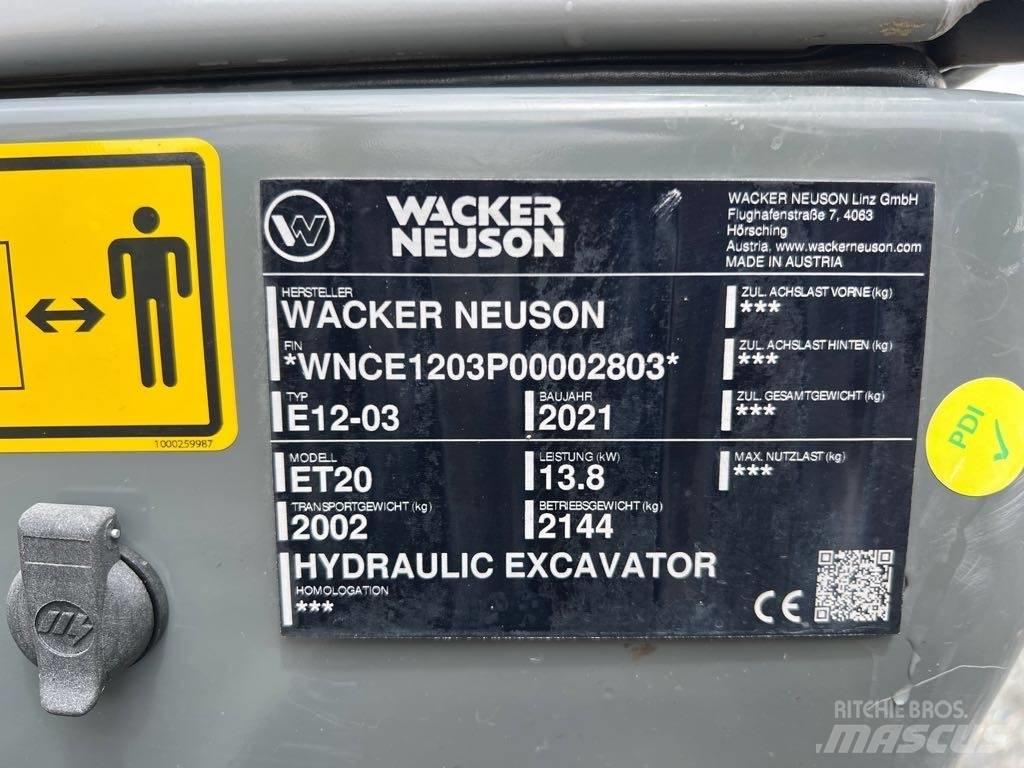 WACKER
NEUSON
WACKER NEUSON Linz GmbH
Flughafenstraße 7, 4063
Hörsching
Austria, www.wackerneuson.com
MADE IN AUSTRIA
HERSTELLER
WACKER NEUSON
FIN
*WNCE1203P00002803*
TYP
E12-03
BAUJAHR
2021
MODELL
ET20
LEISTUNG (kW)
13.8
TRANSPORTGEWICHT (kg)
2002
BETRIEBSGEWICHT (kg)
2144
HYDRAULIC EXCAVATOR
HOMOLOGATION
***
ZUL. ACHSLAST VORNE (kg)
***
ZUL. ACHSLAST HINTEN (kg)
***
ZUL. GESAMTGEWICHT (kg)
***
MAX. NUTZLAST (kg)
***
CE
1000259987
PDI
RITCHIE BROS.
MASCUS